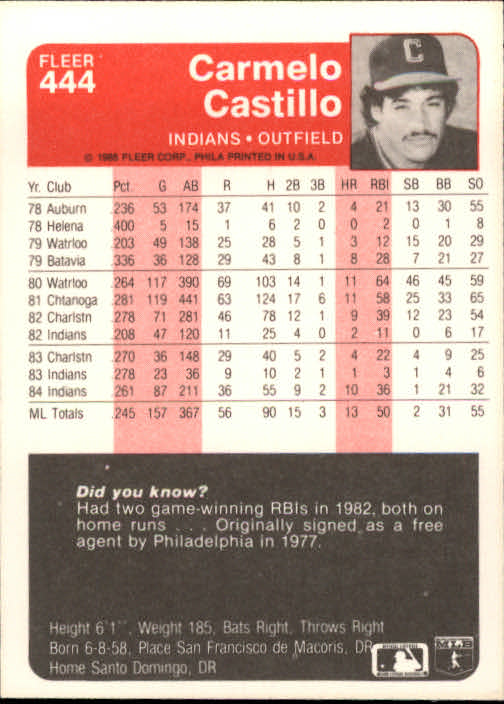 FLEER
444
Carmelo
Castillo
INDIANS • OUTFIELD
© 1985 FLEER CORP., PHILA PRINTED IN U.S.A.
C
Yr. Club Pct. G AB R H 2B 3B HR RBI SB BB SO
78 Auburn .236 53 174 37 41 10 2 4 21 13 30 55
78 Helena .400 5 15 1 6 2 0 0 2 0 1 8
79 Watrloo .203 49 138 25 28 5 1 3 12 15 20 29
79 Batavia .336 36 128 29 43 8 1 8 28 7 21 27
80 Watrloo .264 117 390 69 103 14 1 11 64 46 45 59
81 Chtanoga .281 119 441 63 124 17 6 11 58 25 33 65
82 Charlstn .278 71 281 46 78 12 1 9 39 12 23 54
82 Indians .208 47 120 11 25 4 0 2 11 0 6 17
83 Charlstn .270 36 148 29 40 5 2 4 22 4 9 25
83 Indians .278 23 36 9 10 2 1 1 3 1 4 6
84 Indians .261 87 211 36 55 9 2 10 36 1 21 32
ML Totals .245 157 367 56 90 15 3 13 50 2 31 55
Did you know?
Had two game-winning RBIs in 1982, both on
home runs . . . Originally signed as a free
agent by Philadelphia in 1977.
Height 6'1", Weight 185, Bats Right, Throws Right
Born 6-8-58, Place San Francisco de Macoris, DR
Home Santo Domingo, DR